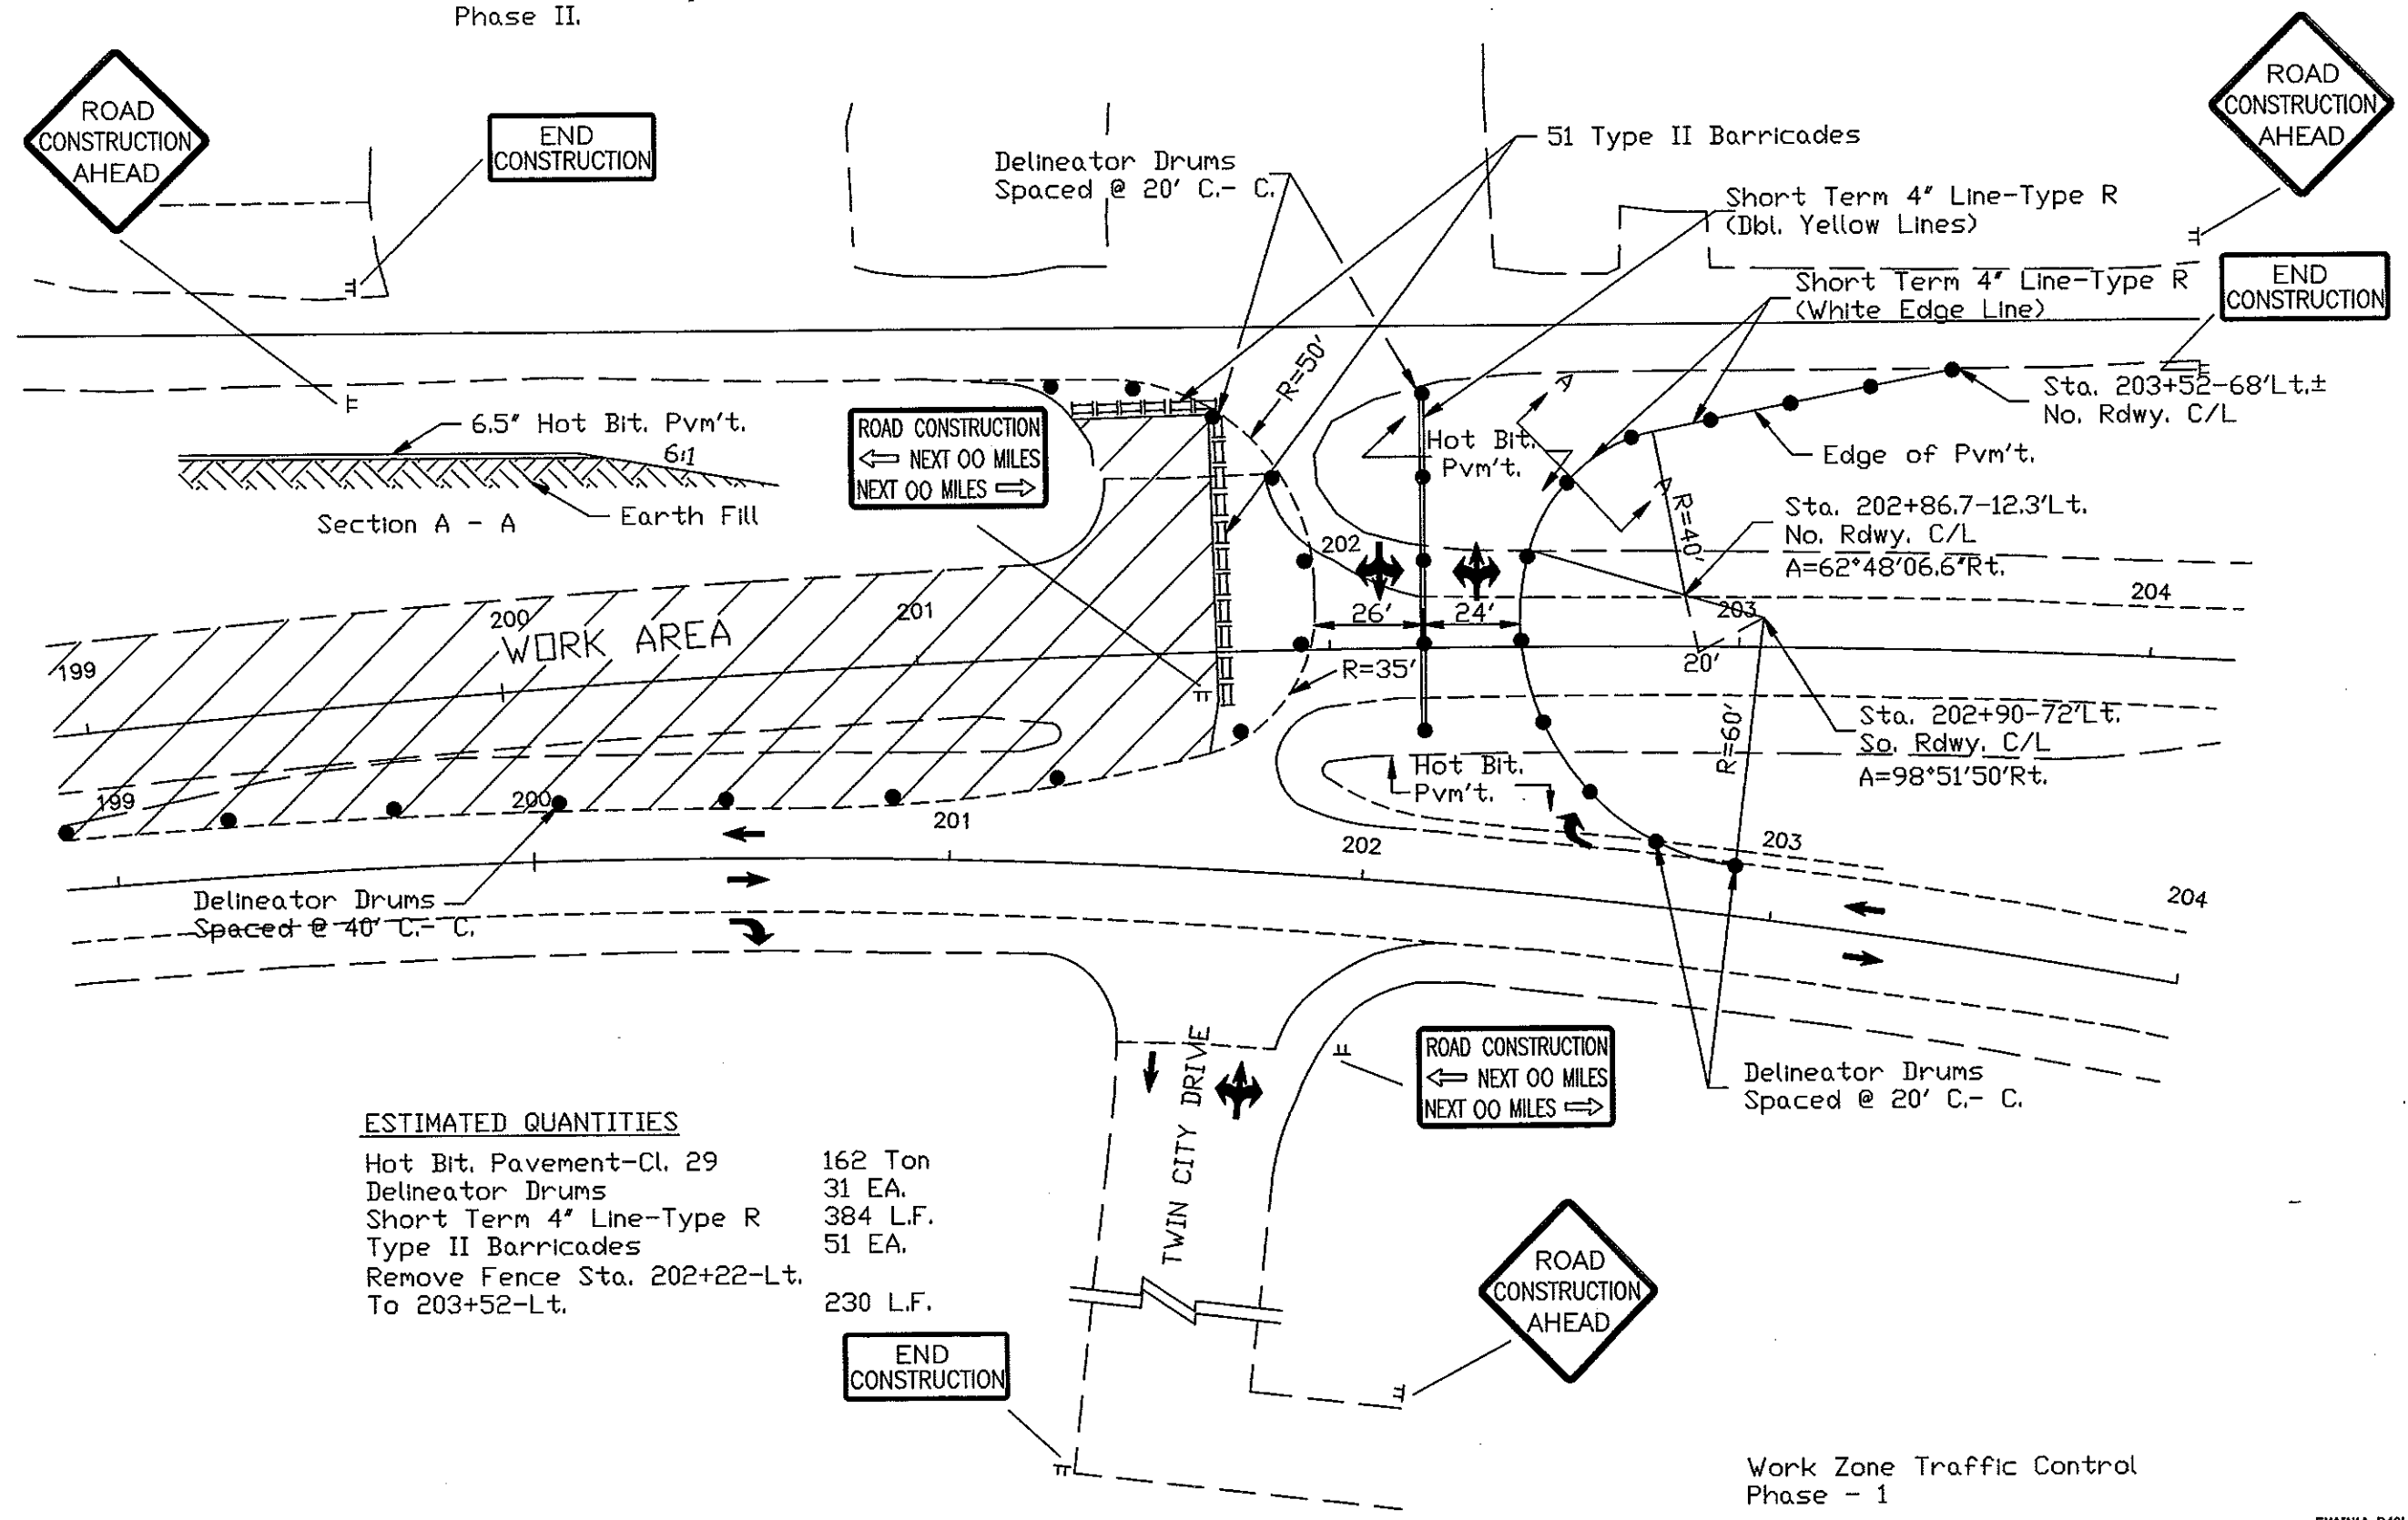 Phase II.
ROAD
CONSTRUCTION
AHEAD
END
CONSTRUCTION
Delineator Drums
Spaced @ 20' C.- C.
51 Type II Barricades
Short Term 4" Line-Type R
(Dbl. Yellow Lines)
ROAD
CONSTRUCTION
AHEAD
Short Term 4" Line-Type R
(White Edge Line)
END
CONSTRUCTION
R=50'
A
Sta. 203+52-68'Lt.±
No. Rdwy. C/L
6.5" Hot Bit. Pvm't.
6:1
Earth Fill
Section A - A
ROAD CONSTRUCTION
NEXT OO MILES
NEXT OO MILES
Hot Bit.
Pvm't.
Edge of Pvm't.
A
R=40'
Sta. 202+86.7-12.3'Lt.
No. Rdwy. C/L
A=62°48'06.6"Rt.
202
203
204
26'
24'
20'
R=35'
199
200
201
WORK AREA
Sta. 202+90-72'Lt.
So. Rdwy. C/L
A=98°51'50"Rt.
R=60'
Hot Bit.
Pvm't.
199
200
201
202
203
204
Delineator Drums
Spaced @ 40' C.- C.
TWIN CITY DRIVE
ROAD CONSTRUCTION
NEXT OO MILES
NEXT OO MILES
Delineator Drums
Spaced @ 20' C.- C.
ESTIMATED QUANTITIES
Hot Bit. Pavement-Cl. 29 162 Ton
Delineator Drums 31 EA.
Short Term 4" Line-Type R 384 L.F.
Type II Barricades 51 EA.
Remove Fence Sta. 202+22-Lt.
To 203+52-Lt. 230 L.F.
END
CONSTRUCTION
ROAD
CONSTRUCTION
AHEAD
Work Zone Traffic Control
Phase - 1